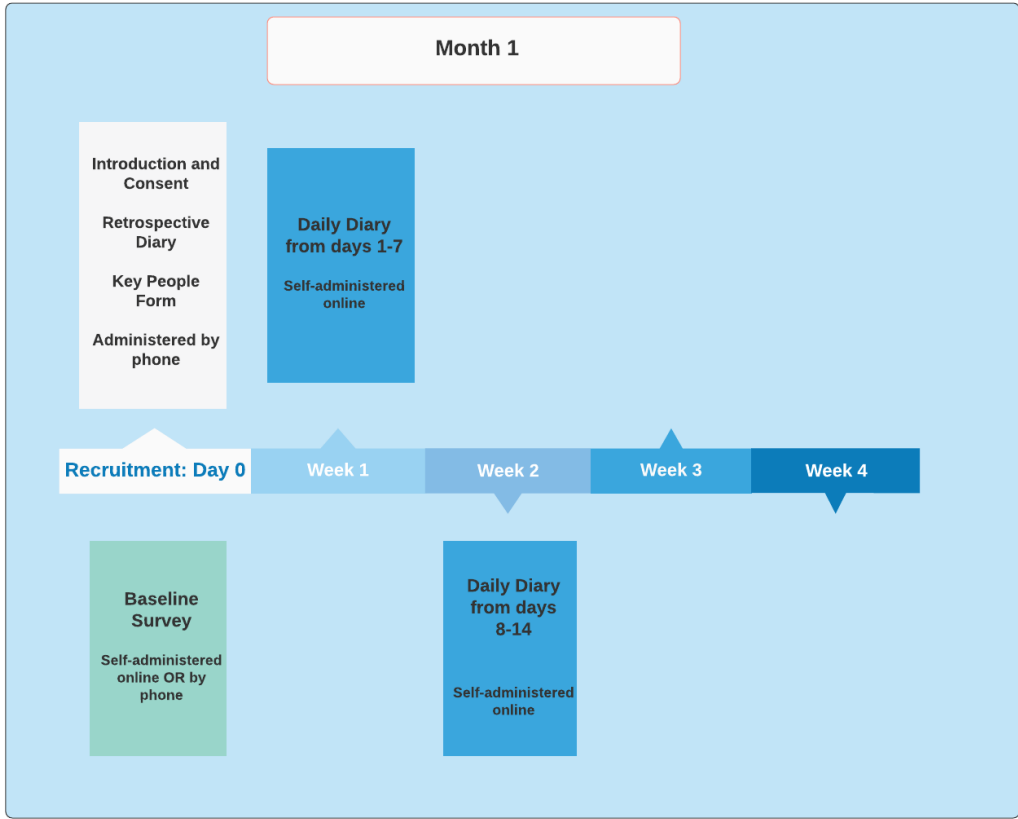 Month 1
Introduction and
Consent
Retrospective
Diary
Key People
Form
Administered by
phone
Daily Diary
from days 1-7
Self-administered
online
Recruitment: Day 0
Week 1
Week 2
Week 3
Week 4
Baseline
Survey
Self-administered
online OR by
phone
Daily Diary
from days
8-14
Self-administered
online